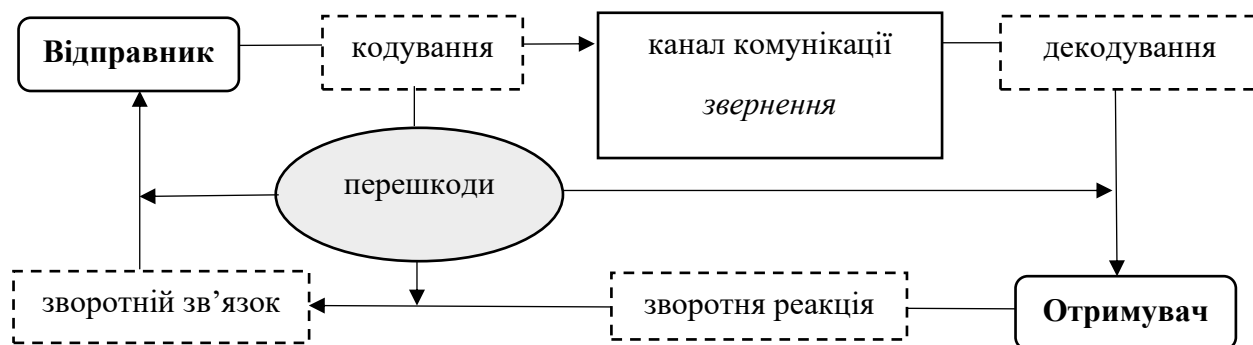 Відправник
кодування
канал комунікації
звернення
декодування
перешкоди
зворотній зв’язок
зворотня реакція
Отримувач